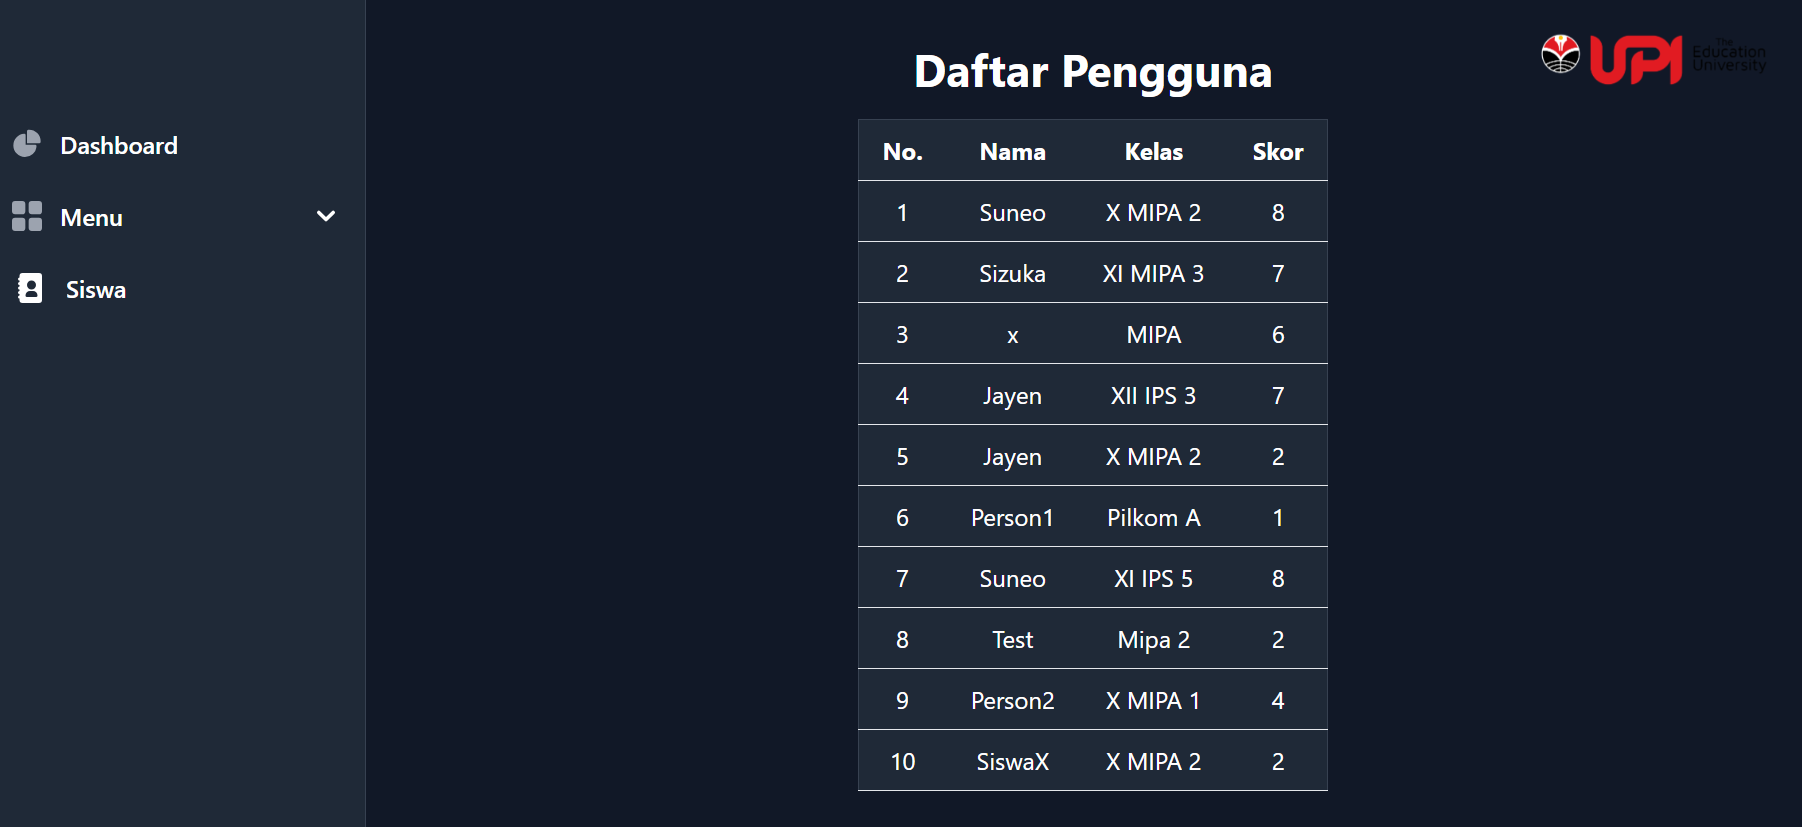 Dashboard
Menu
Siswa
Daftar Pengguna
UPI
The
Education
University
No. Nama Kelas Skor
1 Suneo X MIPA 2 8
2 Sizuka XI MIPA 3 7
3 x MIPA 6
4 Jayen XII IPS 3 7
5 Jayen X MIPA 2 2
6 Person1 Pilkom A 1
7 Suneo XI IPS 5 8
8 Test Mipa 2 2
9 Person2 X MIPA 1 4
10 SiswaX X MIPA 2 2